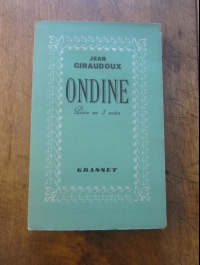 JEAN
GIRAUDOUX
ONDINE
Pièce en 3 actes
GRASSET